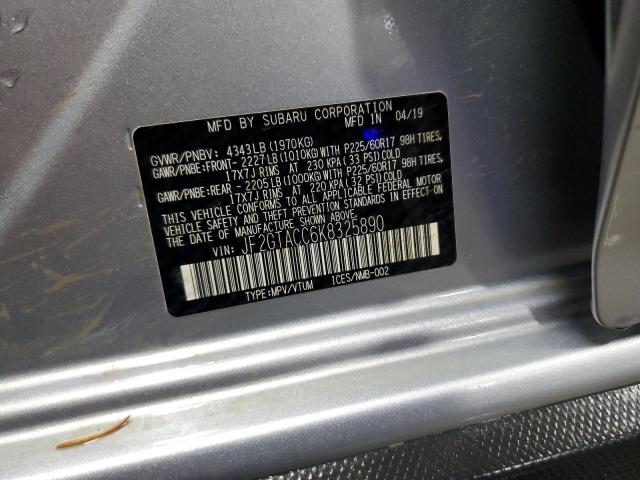 MFD BY SUBARU CORPORATION
MFD IN 04/19
GVWR/PNBV: 4343LB(1970KG)
GAWR/PNBE:FRONT- 2227LB(1010KG)WITH P225/60R17 98H TIRES,
17X7J RIMS AT 230 KPA(33 PSI)COLD
GAWR/PNBE:REAR - 2205LB(1000KG)WITH P225/60R17 98H TIRES,
17X7J RIMS AT 220 KPA(32 PSI)COLD
THIS VEHICLE CONFORMS TO ALL APPLICABLE FEDERAL MOTOR
VEHICLE SAFETY AND THEFT PREVENTION STANDARDS IN EFFECT ON
THE DATE OF MANUFACTURE SHOWN ABOVE.
VIN: JF2GTACC6K8325890
TYPE:MPV/VTUM ICES/NMB-002